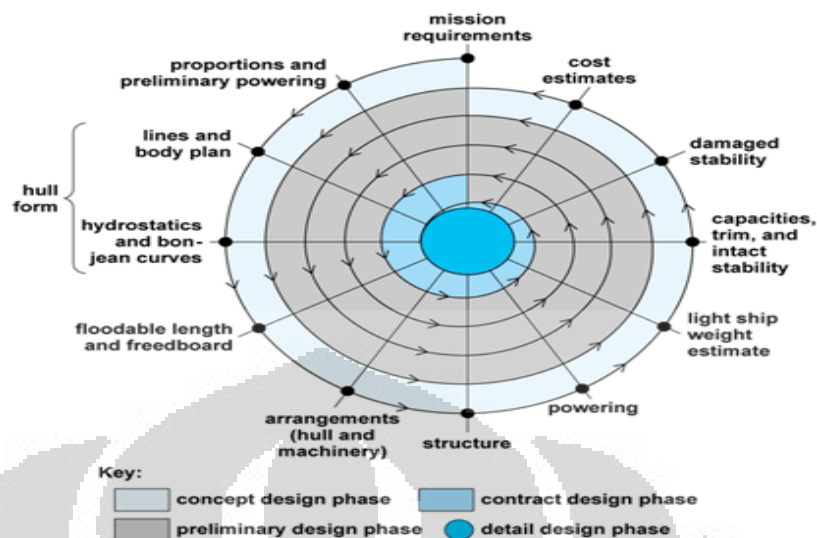 mission
requirements
cost
estimates
damaged
stability
capacities,
trim, and
intact
stability
light ship
weight
estimate
powering
structure
arrangements
(hull and
machinery)
floodable length
and freedboard
hydrostatics
and bon-
jean curves
lines and
body plan
hull
form
proportions and
preliminary powering
Key:
concept design phase
contract design phase
preliminary design phase
detail design phase